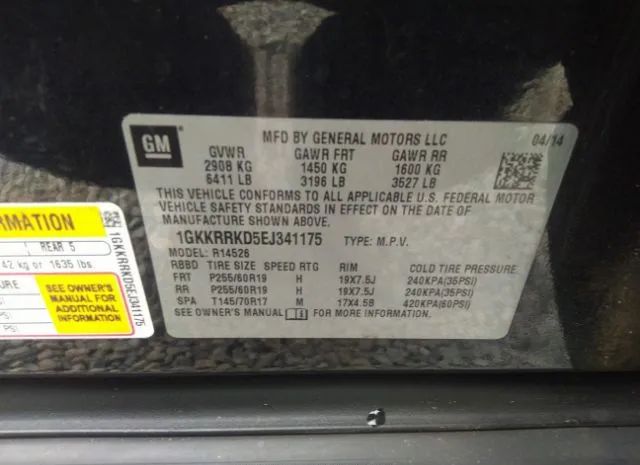 GM
MFD BY GENERAL MOTORS LLC 04/14
GVWR GAWR FRT GAWR RR
2908 KG 1450 KG 1600 KG
6411 LB 3196 LB 3527 LB
THIS VEHICLE CONFORMS TO ALL APPLICABLE U.S. FEDERAL MOTOR
VEHICLE SAFETY STANDARDS IN EFFECT ON THE DATE OF
MANUFACTURE SHOWN ABOVE.
1GKKRRKD5EJ341175 TYPE: M.P.V.
R14526
RBBD TIRE SIZE SPEED RTG RIM COLD TIRE PRESSURE
FRT P255/60R19 H 19X7.5J 240KPA(35PSI)
RR P255/60R19 H 19X7.5J 240KPA(35PSI)
SPA T145/70R17 M 17X4.5B 420KPA(60PSI)
SEE OWNER'S MANUAL FOR MORE INFORMATION.
REAR 5
42 kg or 1635 lbs.
SEE OWNER'S
MANUAL FOR
ADDITIONAL
INFORMATION
1GKKRRKD5EJ341175